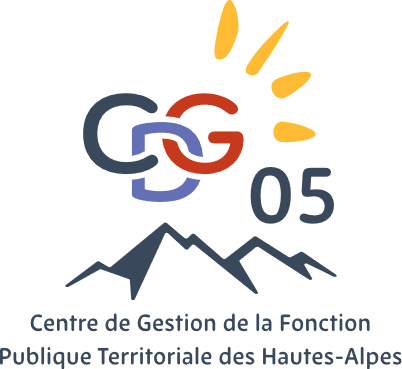 CDG
05
Centre de Gestion de la Fonction
Publique Territoriale des Hautes-Alpes